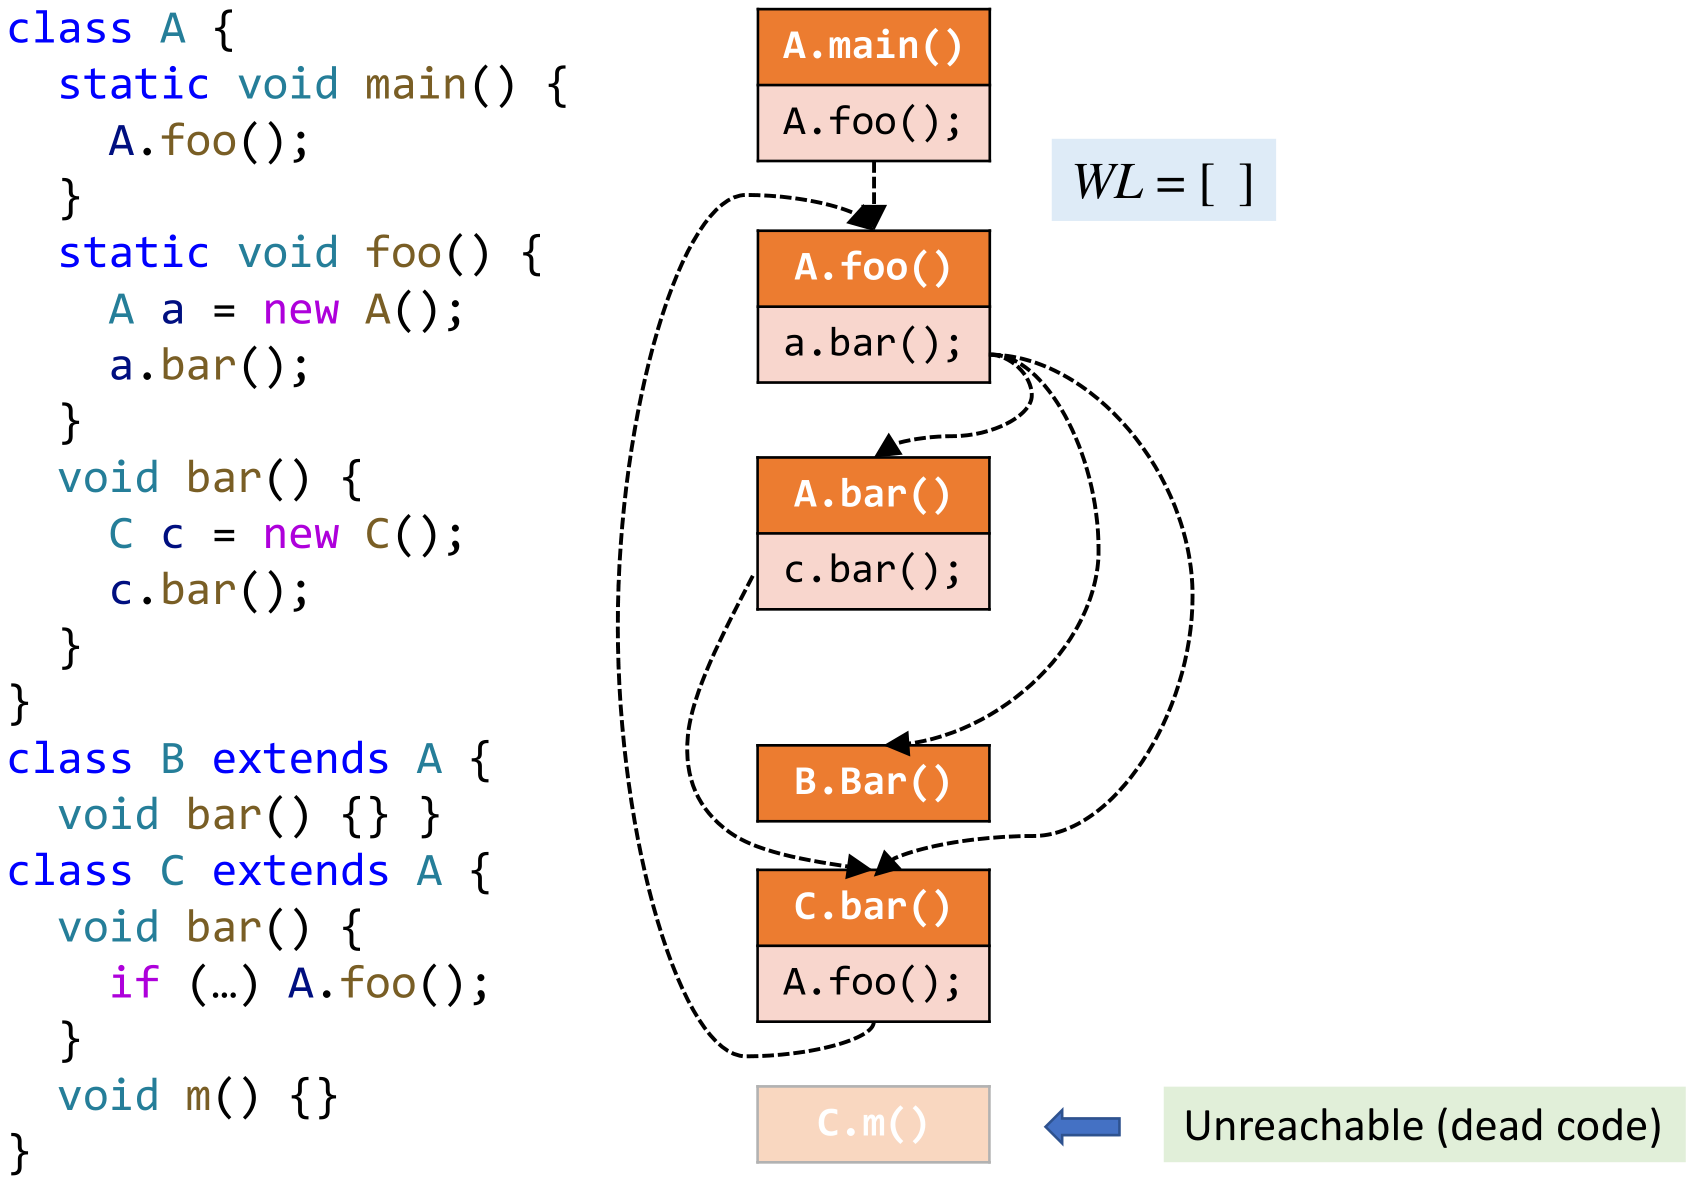 class A {
  static void main() {
    A.foo();
  }
  static void foo() {
    A a = new A();
    a.bar();
  }
  void bar() {
    C c = new C();
    c.bar();
  }
}
class B extends A {
  void bar() {} }
class C extends A {
  void bar() {
    if (…) A.foo();
  }
  void m() {}
}
A.main()
A.foo();
WL = [ ]
A.foo()
a.bar();
A.bar()
c.bar();
B.Bar()
C.bar()
A.foo();
C.m()
Unreachable (dead code)